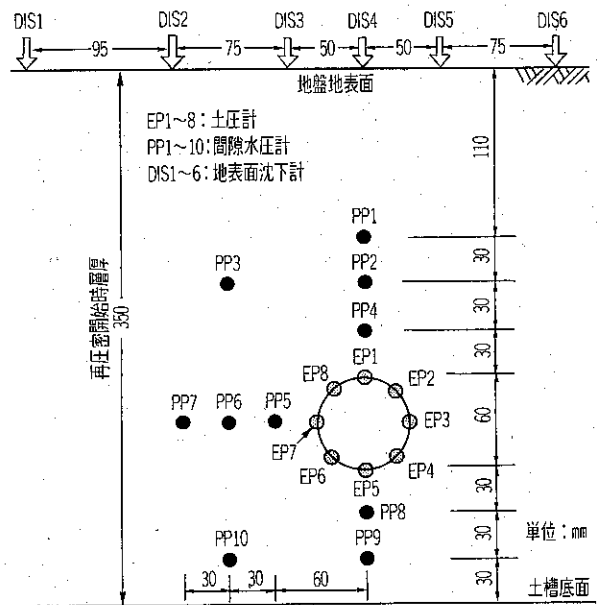 DIS1 DIS2 DIS3 DIS4 DIS5 DIS6
95 75 50 50 75
地盤地表面
EP1~8:土圧計
PP1~10:間隙水圧計
DIS1~6:地表面沈下計
110
PP1
30
PP3 PP2
30
PP4
30
再圧密開始時層厚
350
EP1
EP8 EP2
60
PP7 PP6 PP5 EP3
EP7
EP6 EP4
EP5
30
PP8
30
単位:mm
PP10 PP9
30
30 30 60
土槽底面